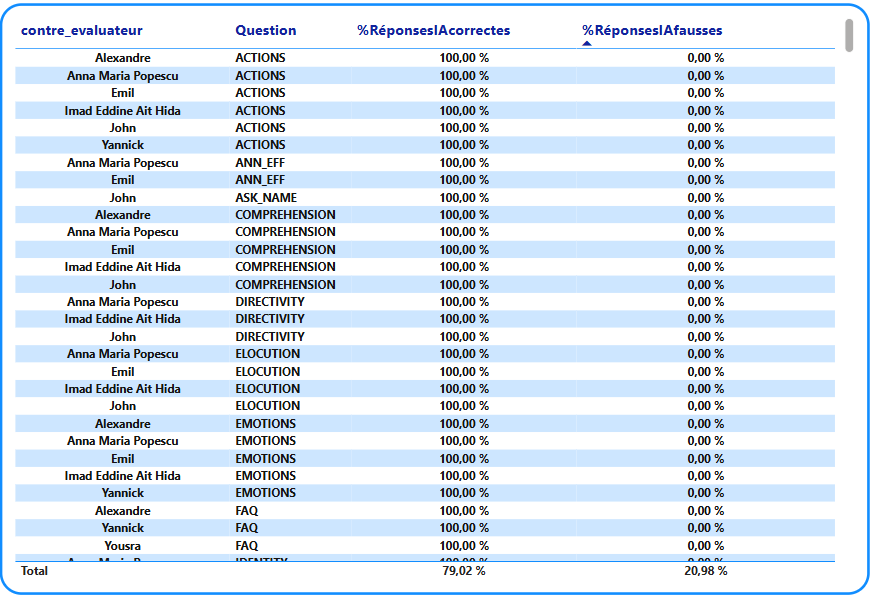 contre_evaluateur Question %RéponsesIAcorrectes %RéponsesIAfausses
Alexandre ACTIONS 100,00 % 0,00 %
Anna Maria Popescu ACTIONS 100,00 % 0,00 %
Emil ACTIONS 100,00 % 0,00 %
Imad Eddine Ait Hida ACTIONS 100,00 % 0,00 %
John ACTIONS 100,00 % 0,00 %
Yannick ACTIONS 100,00 % 0,00 %
Anna Maria Popescu ANN_EFF 100,00 % 0,00 %
Emil ANN_EFF 100,00 % 0,00 %
John ASK_NAME 100,00 % 0,00 %
Alexandre COMPREHENSION 100,00 % 0,00 %
Anna Maria Popescu COMPREHENSION 100,00 % 0,00 %
Emil COMPREHENSION 100,00 % 0,00 %
Imad Eddine Ait Hida COMPREHENSION 100,00 % 0,00 %
John COMPREHENSION 100,00 % 0,00 %
Anna Maria Popescu DIRECTIVITY 100,00 % 0,00 %
Imad Eddine Ait Hida DIRECTIVITY 100,00 % 0,00 %
John DIRECTIVITY 100,00 % 0,00 %
Anna Maria Popescu ELOCUTION 100,00 % 0,00 %
Emil ELOCUTION 100,00 % 0,00 %
Imad Eddine Ait Hida ELOCUTION 100,00 % 0,00 %
John ELOCUTION 100,00 % 0,00 %
Alexandre EMOTIONS 100,00 % 0,00 %
Anna Maria Popescu EMOTIONS 100,00 % 0,00 %
Emil EMOTIONS 100,00 % 0,00 %
Imad Eddine Ait Hida EMOTIONS 100,00 % 0,00 %
Yannick EMOTIONS 100,00 % 0,00 %
Alexandre FAQ 100,00 % 0,00 %
Yannick FAQ 100,00 % 0,00 %
Yousra FAQ 100,00 % 0,00 %
Total 79,02 % 20,98 %